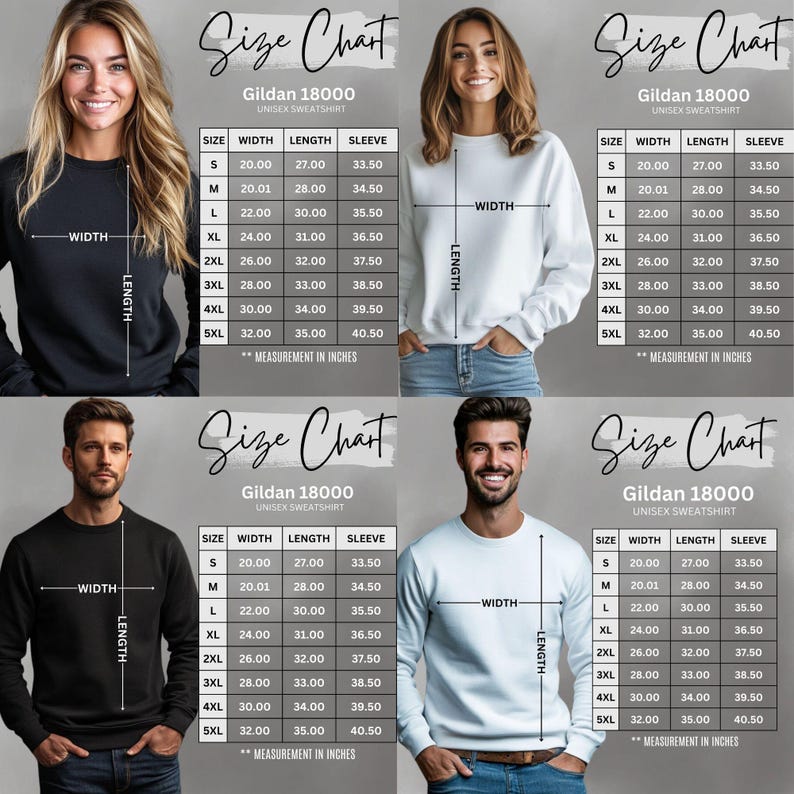 Size Chart
Gildan 18000
UNISEX SWEATSHIRT
SIZE WIDTH LENGTH SLEEVE
S 20.00 27.00 33.50
M 20.01 28.00 34.50
L 22.00 30.00 35.50
XL 24.00 31.00 36.50
2XL 26.00 32.00 37.50
3XL 28.00 33.00 38.50
4XL 30.00 34.00 39.50
5XL 32.00 35.00 40.50
** MEASUREMENT IN INCHES
WIDTH
LENGTH
Size Chart
Gildan 18000
UNISEX SWEATSHIRT
SIZE WIDTH LENGTH SLEEVE
S 20.00 27.00 33.50
M 20.01 28.00 34.50
L 22.00 30.00 35.50
XL 24.00 31.00 36.50
2XL 26.00 32.00 37.50
3XL 28.00 33.00 38.50
4XL 30.00 34.00 39.50
5XL 32.00 35.00 40.50
** MEASUREMENT IN INCHES
WIDTH
LENGTH
Size Chart
Gildan 18000
UNISEX SWEATSHIRT
SIZE WIDTH LENGTH SLEEVE
S 20.00 27.00 33.50
M 20.01 28.00 34.50
L 22.00 30.00 35.50
XL 24.00 31.00 36.50
2XL 26.00 32.00 37.50
3XL 28.00 33.00 38.50
4XL 30.00 34.00 39.50
5XL 32.00 35.00 40.50
** MEASUREMENT IN INCHES
WIDTH
LENGTH
Size Chart
Gildan 18000
UNISEX SWEATSHIRT
SIZE WIDTH LENGTH SLEEVE
S 20.00 27.00 33.50
M 20.01 28.00 34.50
L 22.00 30.00 35.50
XL 24.00 31.00 36.50
2XL 26.00 32.00 37.50
3XL 28.00 33.00 38.50
4XL 30.00 34.00 39.50
5XL 32.00 35.00 40.50
** MEASUREMENT IN INCHES
WIDTH
LENGTH